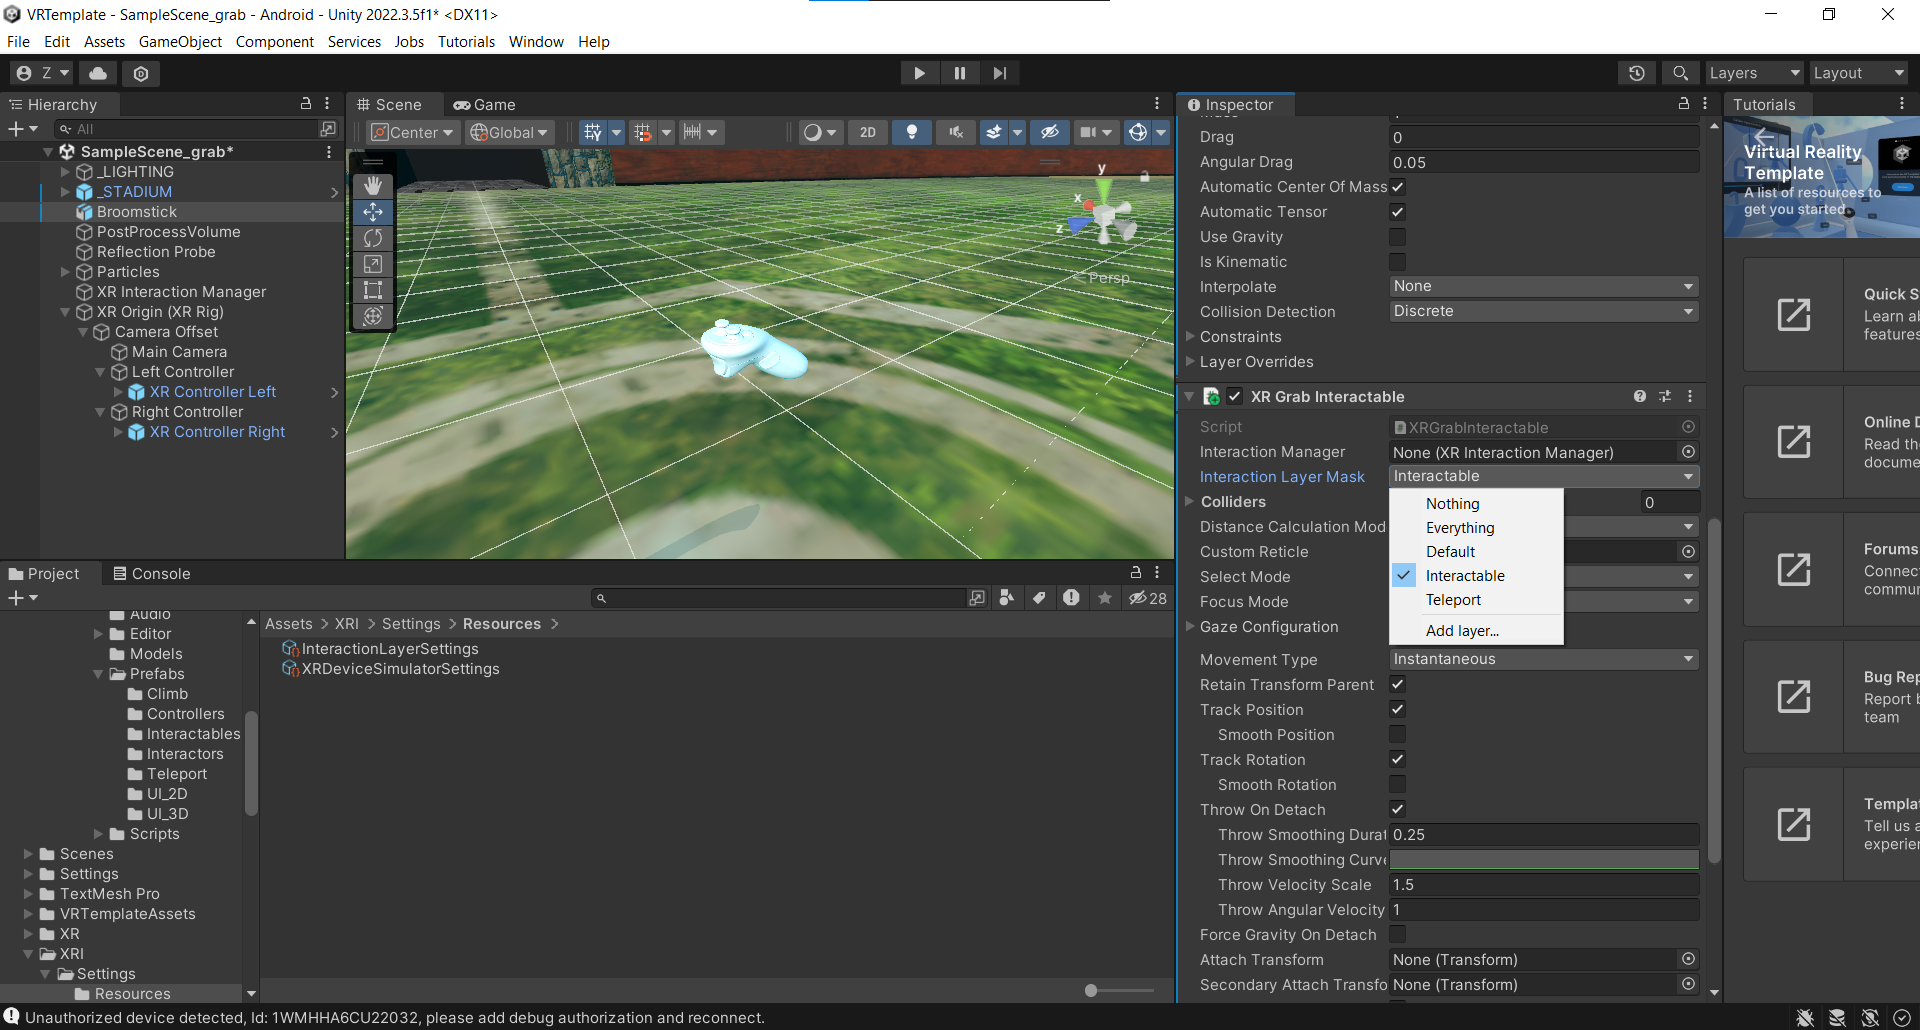 VRTemplate - SampleScene_grab - Android - Unity 2022.3.5f1* <DX11>
File Edit Assets GameObject Component Services Jobs Tutorials Window Help
Z
Layers
Layout
Hierarchy
All
SampleScene_grab*
_LIGHTING
_STADIUM
Broomstick
PostProcessVolume
Reflection Probe
Particles
XR Interaction Manager
XR Origin (XR Rig)
Camera Offset
Main Camera
Left Controller
XR Controller Left
Right Controller
XR Controller Right
Scene Game
Center Global 2D
y
x
z
Persp
Project Console
28
Audio
Editor
Models
Prefabs
Climb
Controllers
Interactables
Interactors
Teleport
UI_2D
UI_3D
Scripts
Scenes
Settings
TextMesh Pro
VRTemplateAssets
XR
XRI
Settings
Resources
Assets > XRI > Settings > Resources >
InteractionLayerSettings
XRDeviceSimulatorSettings
Inspector
Drag 0
Angular Drag 0.05
Automatic Center Of Mass
Automatic Tensor
Use Gravity
Is Kinematic
Interpolate None
Collision Detection Discrete
Constraints
Layer Overrides
XR Grab Interactable
Script XRGrabInteractable
Interaction Manager None (XR Interaction Manager)
Interaction Layer Mask Interactable
Colliders 0
Distance Calculation Mod
Custom Reticle
Select Mode
Focus Mode
Gaze Configuration
Nothing
Everything
Default
Interactable
Teleport
Add layer...
Movement Type Instantaneous
Retain Transform Parent
Track Position
Smooth Position
Track Rotation
Smooth Rotation
Throw On Detach
Throw Smoothing Durat 0.25
Throw Smoothing Curve
Throw Velocity Scale 1.5
Throw Angular Velocity 1
Force Gravity On Detach
Attach Transform None (Transform)
Secondary Attach Transfo None (Transform)
Tutorials
Virtual Reality
Template
A list of resources to
get you started.
Quick S
Learn ab
features
Online D
Read the
docume
Forums
Connec
commun
Bug Rep
Report b
team
Templat
Tell us a
experien
Unauthorized device detected, Id: 1WMHHA6CU22032, please add debug authorization and reconnect.